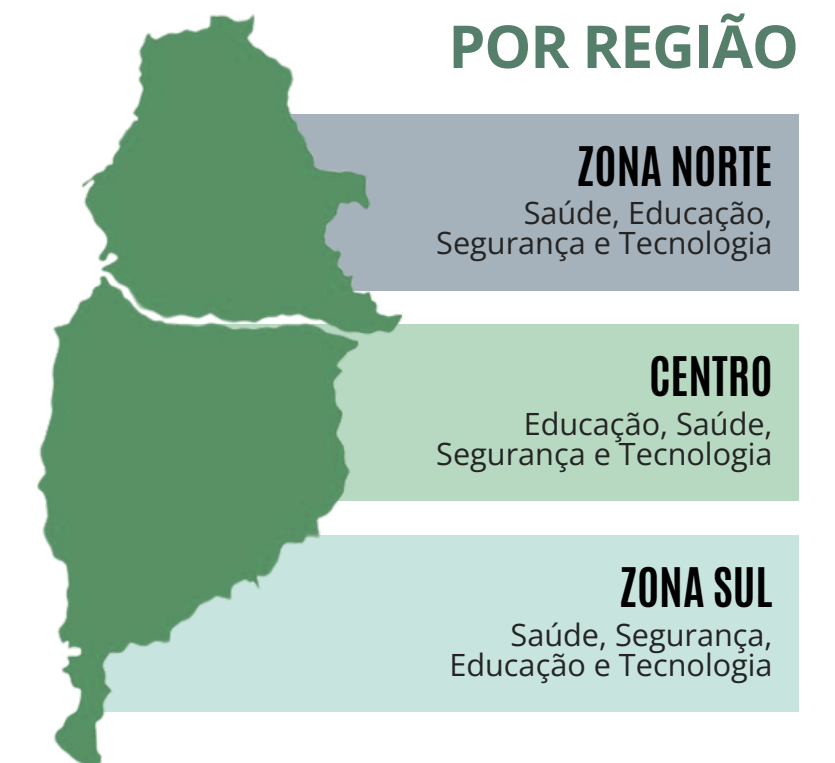 POR REGIÃO
ZONA NORTE
Saúde, Educação,
Segurança e Tecnologia
CENTRO
Educação, Saúde,
Segurança e Tecnologia
ZONA SUL
Saúde, Segurança,
Educação e Tecnologia